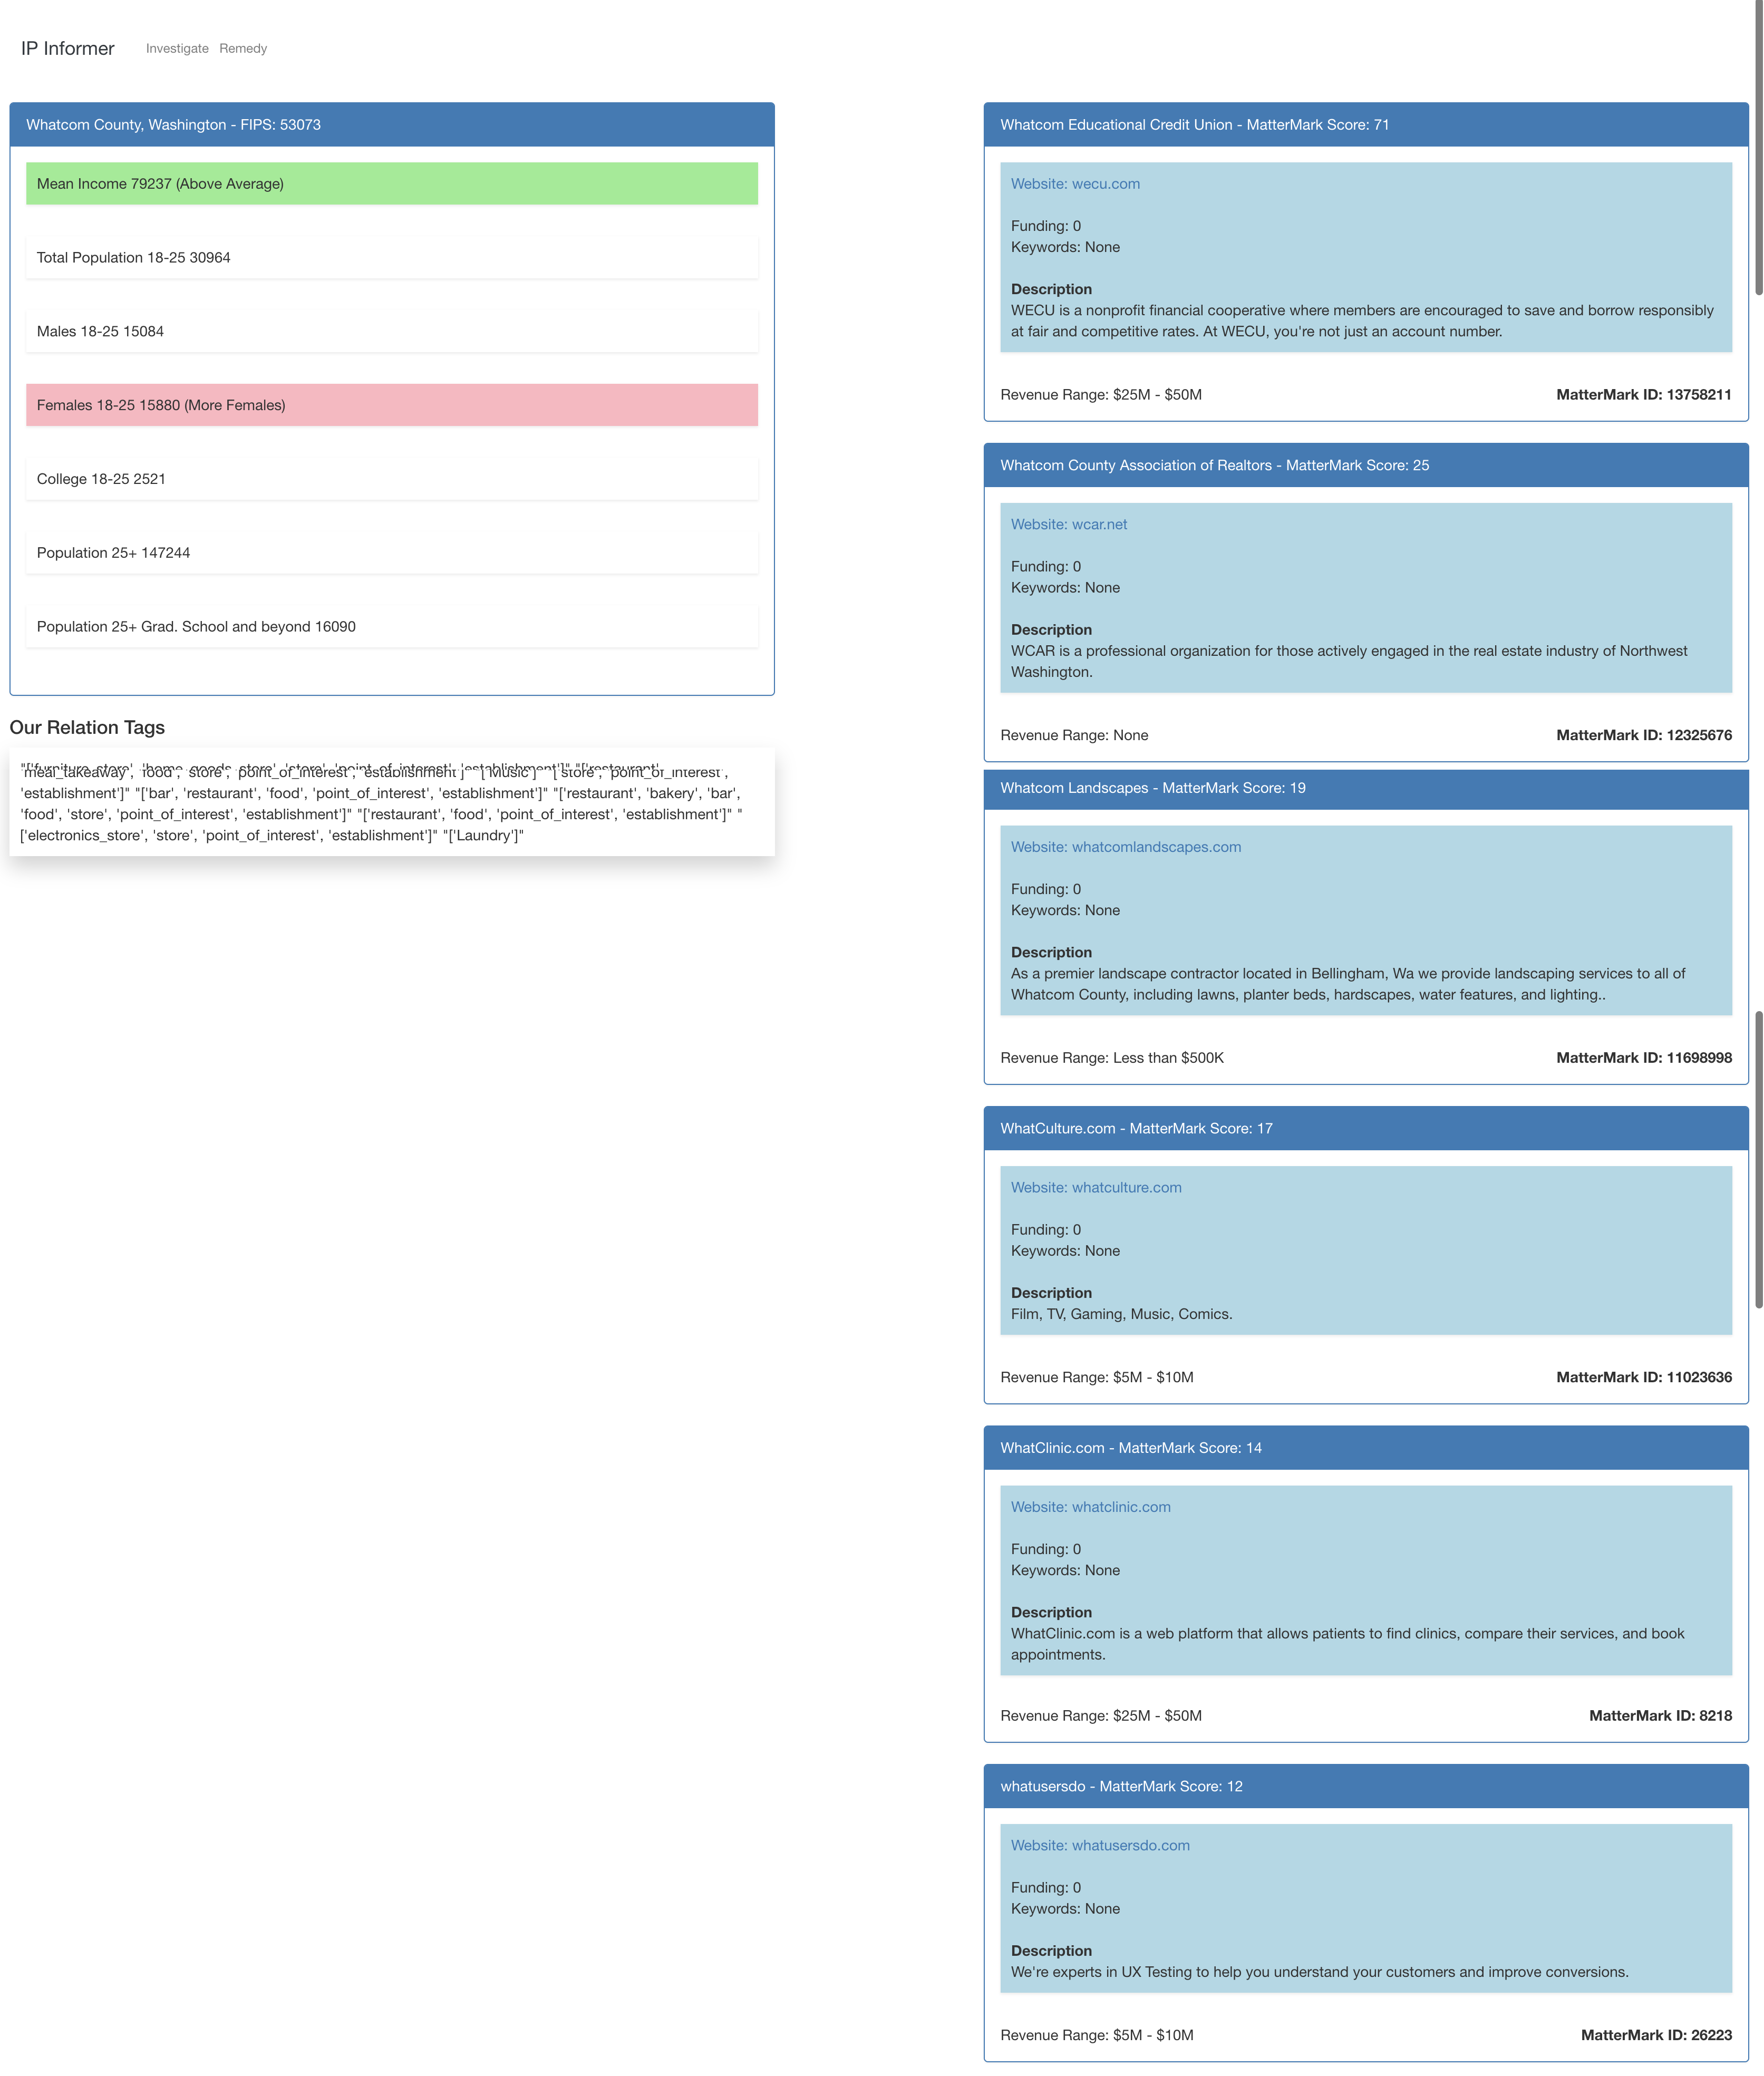 IP Informer Investigate Remedy
Whatcom County, Washington - FIPS: 53073
Mean Income 79237 (Above Average)
Total Population 18-25 30964
Males 18-25 15084
Females 18-25 15880 (More Females)
College 18-25 2521
Population 25+ 147244
Population 25+ Grad. School and beyond 16090
Our Relation Tags
"['furniture_store', 'home_goods_store', 'store', 'point_of_interest', 'establishment']" "['restaurant',
'meal_takeaway', 'food', 'store', 'point_of_interest', 'establishment']" "['Music']" "['store', 'point_of_interest',
'establishment']" "['bar', 'restaurant', 'food', 'point_of_interest', 'establishment']" "['restaurant', 'bakery', 'bar',
'food', 'store', 'point_of_interest', 'establishment']" "['restaurant', 'food', 'point_of_interest', 'establishment']" "
['electronics_store', 'store', 'point_of_interest', 'establishment']" "['Laundry']"
Whatcom Educational Credit Union - MatterMark Score: 71
Website: wecu.com
Funding: 0
Keywords: None
Description
WECU is a nonprofit financial cooperative where members are encouraged to save and borrow responsibly
at fair and competitive rates. At WECU, you're not just an account number.
Revenue Range: $25M - $50M MatterMark ID: 13758211
Whatcom County Association of Realtors - MatterMark Score: 25
Website: wcar.net
Funding: 0
Keywords: None
Description
WCAR is a professional organization for those actively engaged in the real estate industry of Northwest
Washington.
Revenue Range: None MatterMark ID: 12325676
Whatcom Landscapes - MatterMark Score: 19
Website: whatcomlandscapes.com
Funding: 0
Keywords: None
Description
As a premier landscape contractor located in Bellingham, Wa we provide landscaping services to all of
Whatcom County, including lawns, planter beds, hardscapes, water features, and lighting..
Revenue Range: Less than $500K MatterMark ID: 11698998
WhatCulture.com - MatterMark Score: 17
Website: whatculture.com
Funding: 0
Keywords: None
Description
Film, TV, Gaming, Music, Comics.
Revenue Range: $5M - $10M MatterMark ID: 11023636
WhatClinic.com - MatterMark Score: 14
Website: whatclinic.com
Funding: 0
Keywords: None
Description
WhatClinic.com is a web platform that allows patients to find clinics, compare their services, and book
appointments.
Revenue Range: $25M - $50M MatterMark ID: 8218
whatusersdo - MatterMark Score: 12
Website: whatusersdo.com
Funding: 0
Keywords: None
Description
We're experts in UX Testing to help you understand your customers and improve conversions.
Revenue Range: $5M - $10M MatterMark ID: 26223